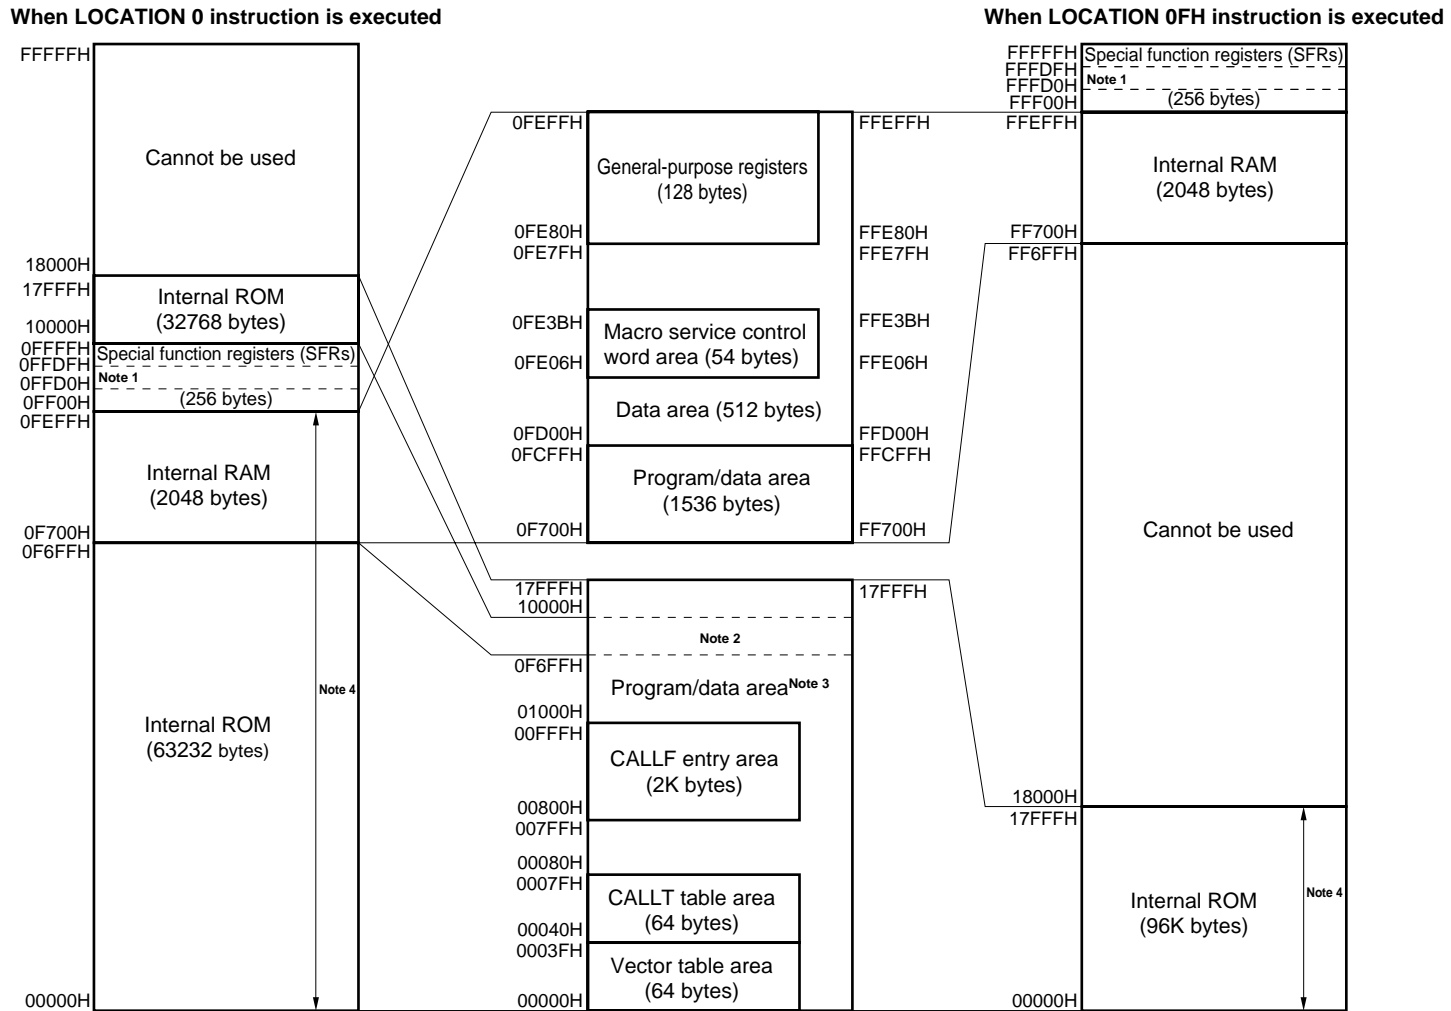 When LOCATION 0 instruction is executed
When LOCATION 0FH instruction is executed
FFFFFH
Cannot be used
18000H
17FFFH
Internal ROM
(32768 bytes)
10000H
0FFFFH
Special function registers (SFRs)
0FFDFH
Note 1
0FFD0H
0FF00H
(256 bytes)
0FEFFH
Internal RAM
(2048 bytes)
0F700H
0F6FFH
Note 4
Internal ROM
(63232 bytes)
00000H
0FEFFH
FFEFFH
General-purpose registers
(128 bytes)
0FE80H
FFE80H
0FE7FH
FFE7FH
0FE3BH
FFE3BH
Macro service control
word area (54 bytes)
0FE06H
FFE06H
Data area (512 bytes)
0FD00H
FFD00H
0FCFFH
FFCFFH
Program/data area
(1536 bytes)
0F700H
FF700H
17FFFH
17FFFH
10000H
Note 2
0F6FFH
Program/data area Note 3
01000H
00FFFH
CALLF entry area
(2K bytes)
00800H
007FFH
00080H
0007FH
CALLT table area
(64 bytes)
00040H
0003FH
Vector table area
(64 bytes)
00000H
FFFFFH
Special function registers (SFRs)
FFFDFH
Note 1
FFFD0H
FFF00H
(256 bytes)
FFEFFH
Internal RAM
(2048 bytes)
FF700H
FF6FFH
Cannot be used
18000H
17FFFH
Note 4
Internal ROM
(96K bytes)
00000H